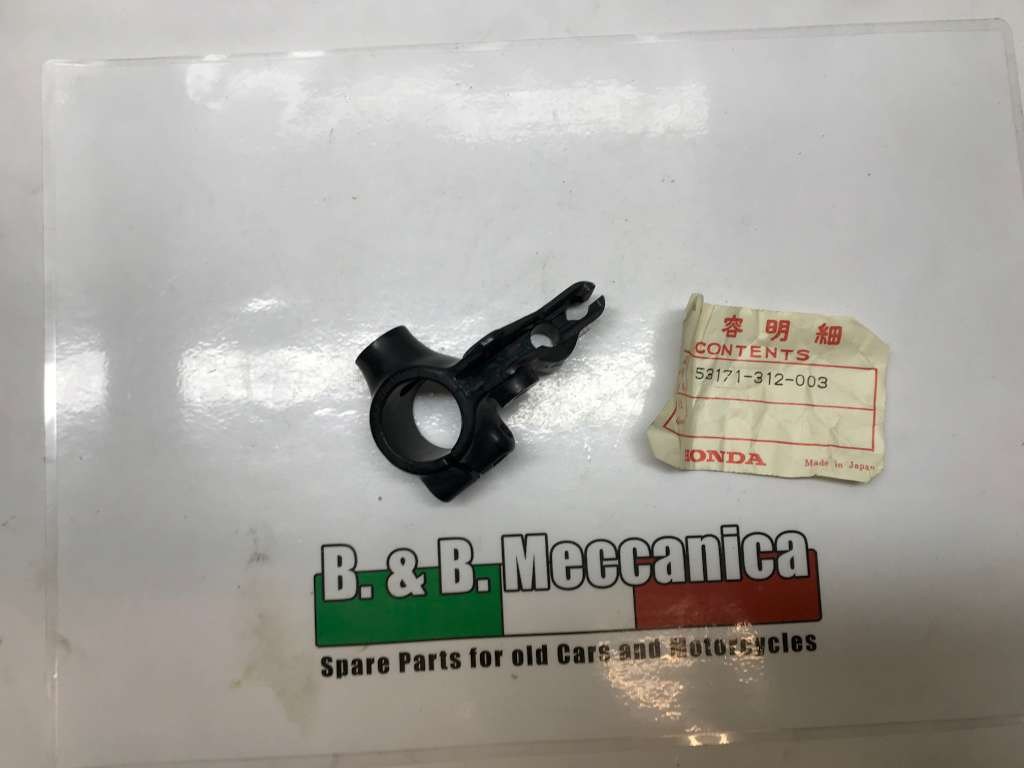 容明細
CONTENTS
53171-312-003
HONDA
Made in Japan
B. & B. Meccanica
Spare Parts for old Cars and Motorcycles